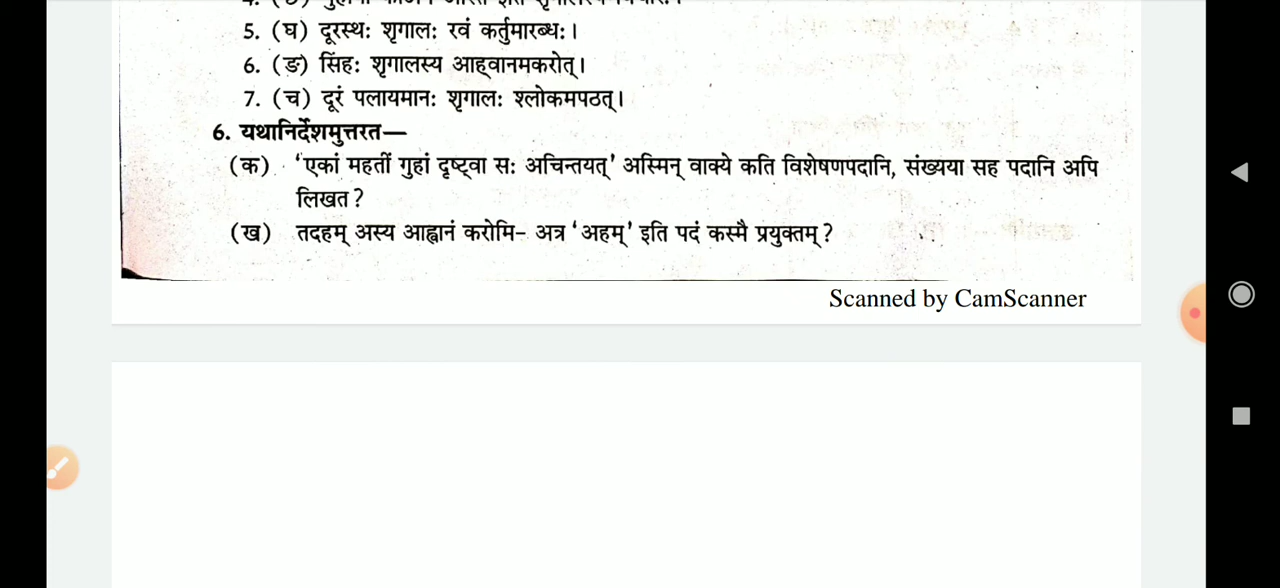 5. (घ) दूरस्थः शृगालः रवं कर्तुमारब्धः।
6. (ङ) सिंहः शृगालस्य आह्वानमकरोत्।
7. (च) दूरं पलायमानः शृगालः श्लोकमपठत्।
6. यथानिर्देशमुत्तरत—
(क) 'एकां महतीं गुहां दृष्ट्वा सः अचिन्तयत्' अस्मिन् वाक्ये कति विशेषणपदानि, संख्यया सह पदानि अपि
लिखत?
(ख) तदहम् अस्य आह्वानं करोमि- अत्र 'अहम्' इति पदं कस्मै प्रयुक्तम्?
Scanned by CamScanner